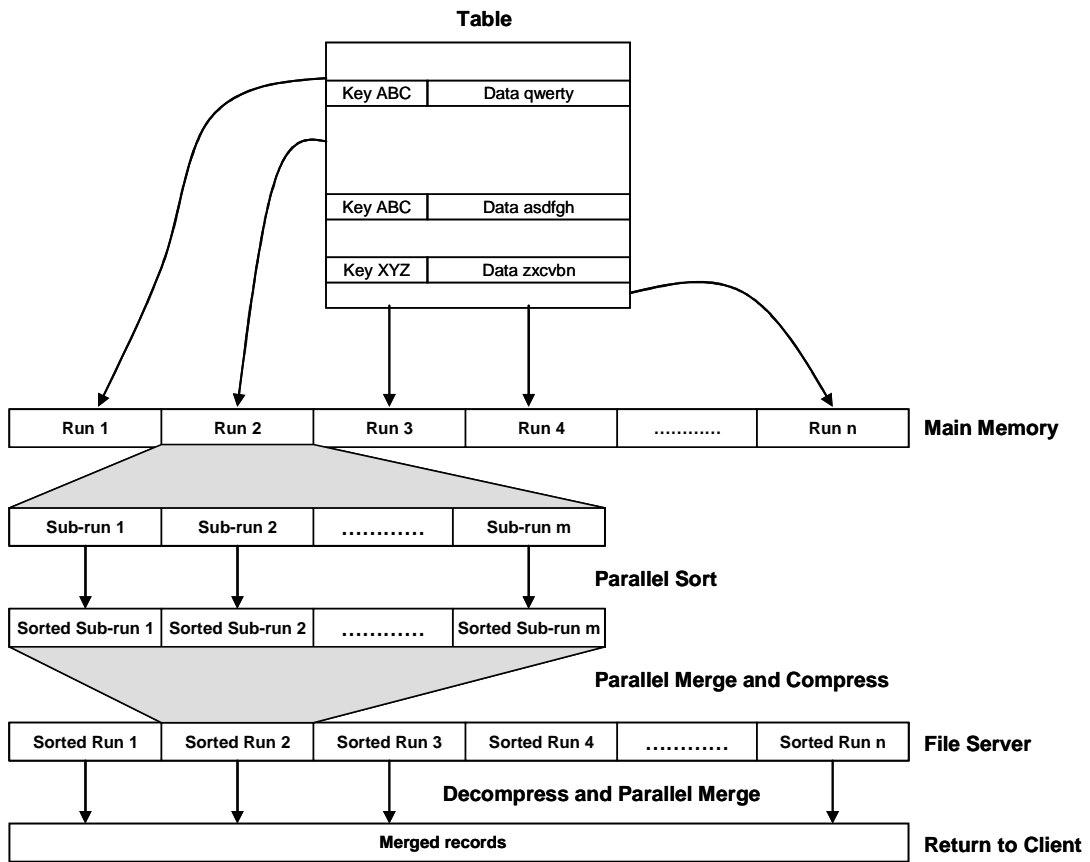 Table
Key ABC Data qwerty
Key ABC Data asdfgh
Key XYZ Data zxcvbn
Run 1 Run 2 Run 3 Run 4 ............ Run n Main Memory
Sub-run 1 Sub-run 2 ............ Sub-run m
Parallel Sort
Sorted Sub-run 1 Sorted Sub-run 2 ............ Sorted Sub-run m
Parallel Merge and Compress
Sorted Run 1 Sorted Run 2 Sorted Run 3 Sorted Run 4 ............ Sorted Run n File Server
Decompress and Parallel Merge
Merged records Return to Client